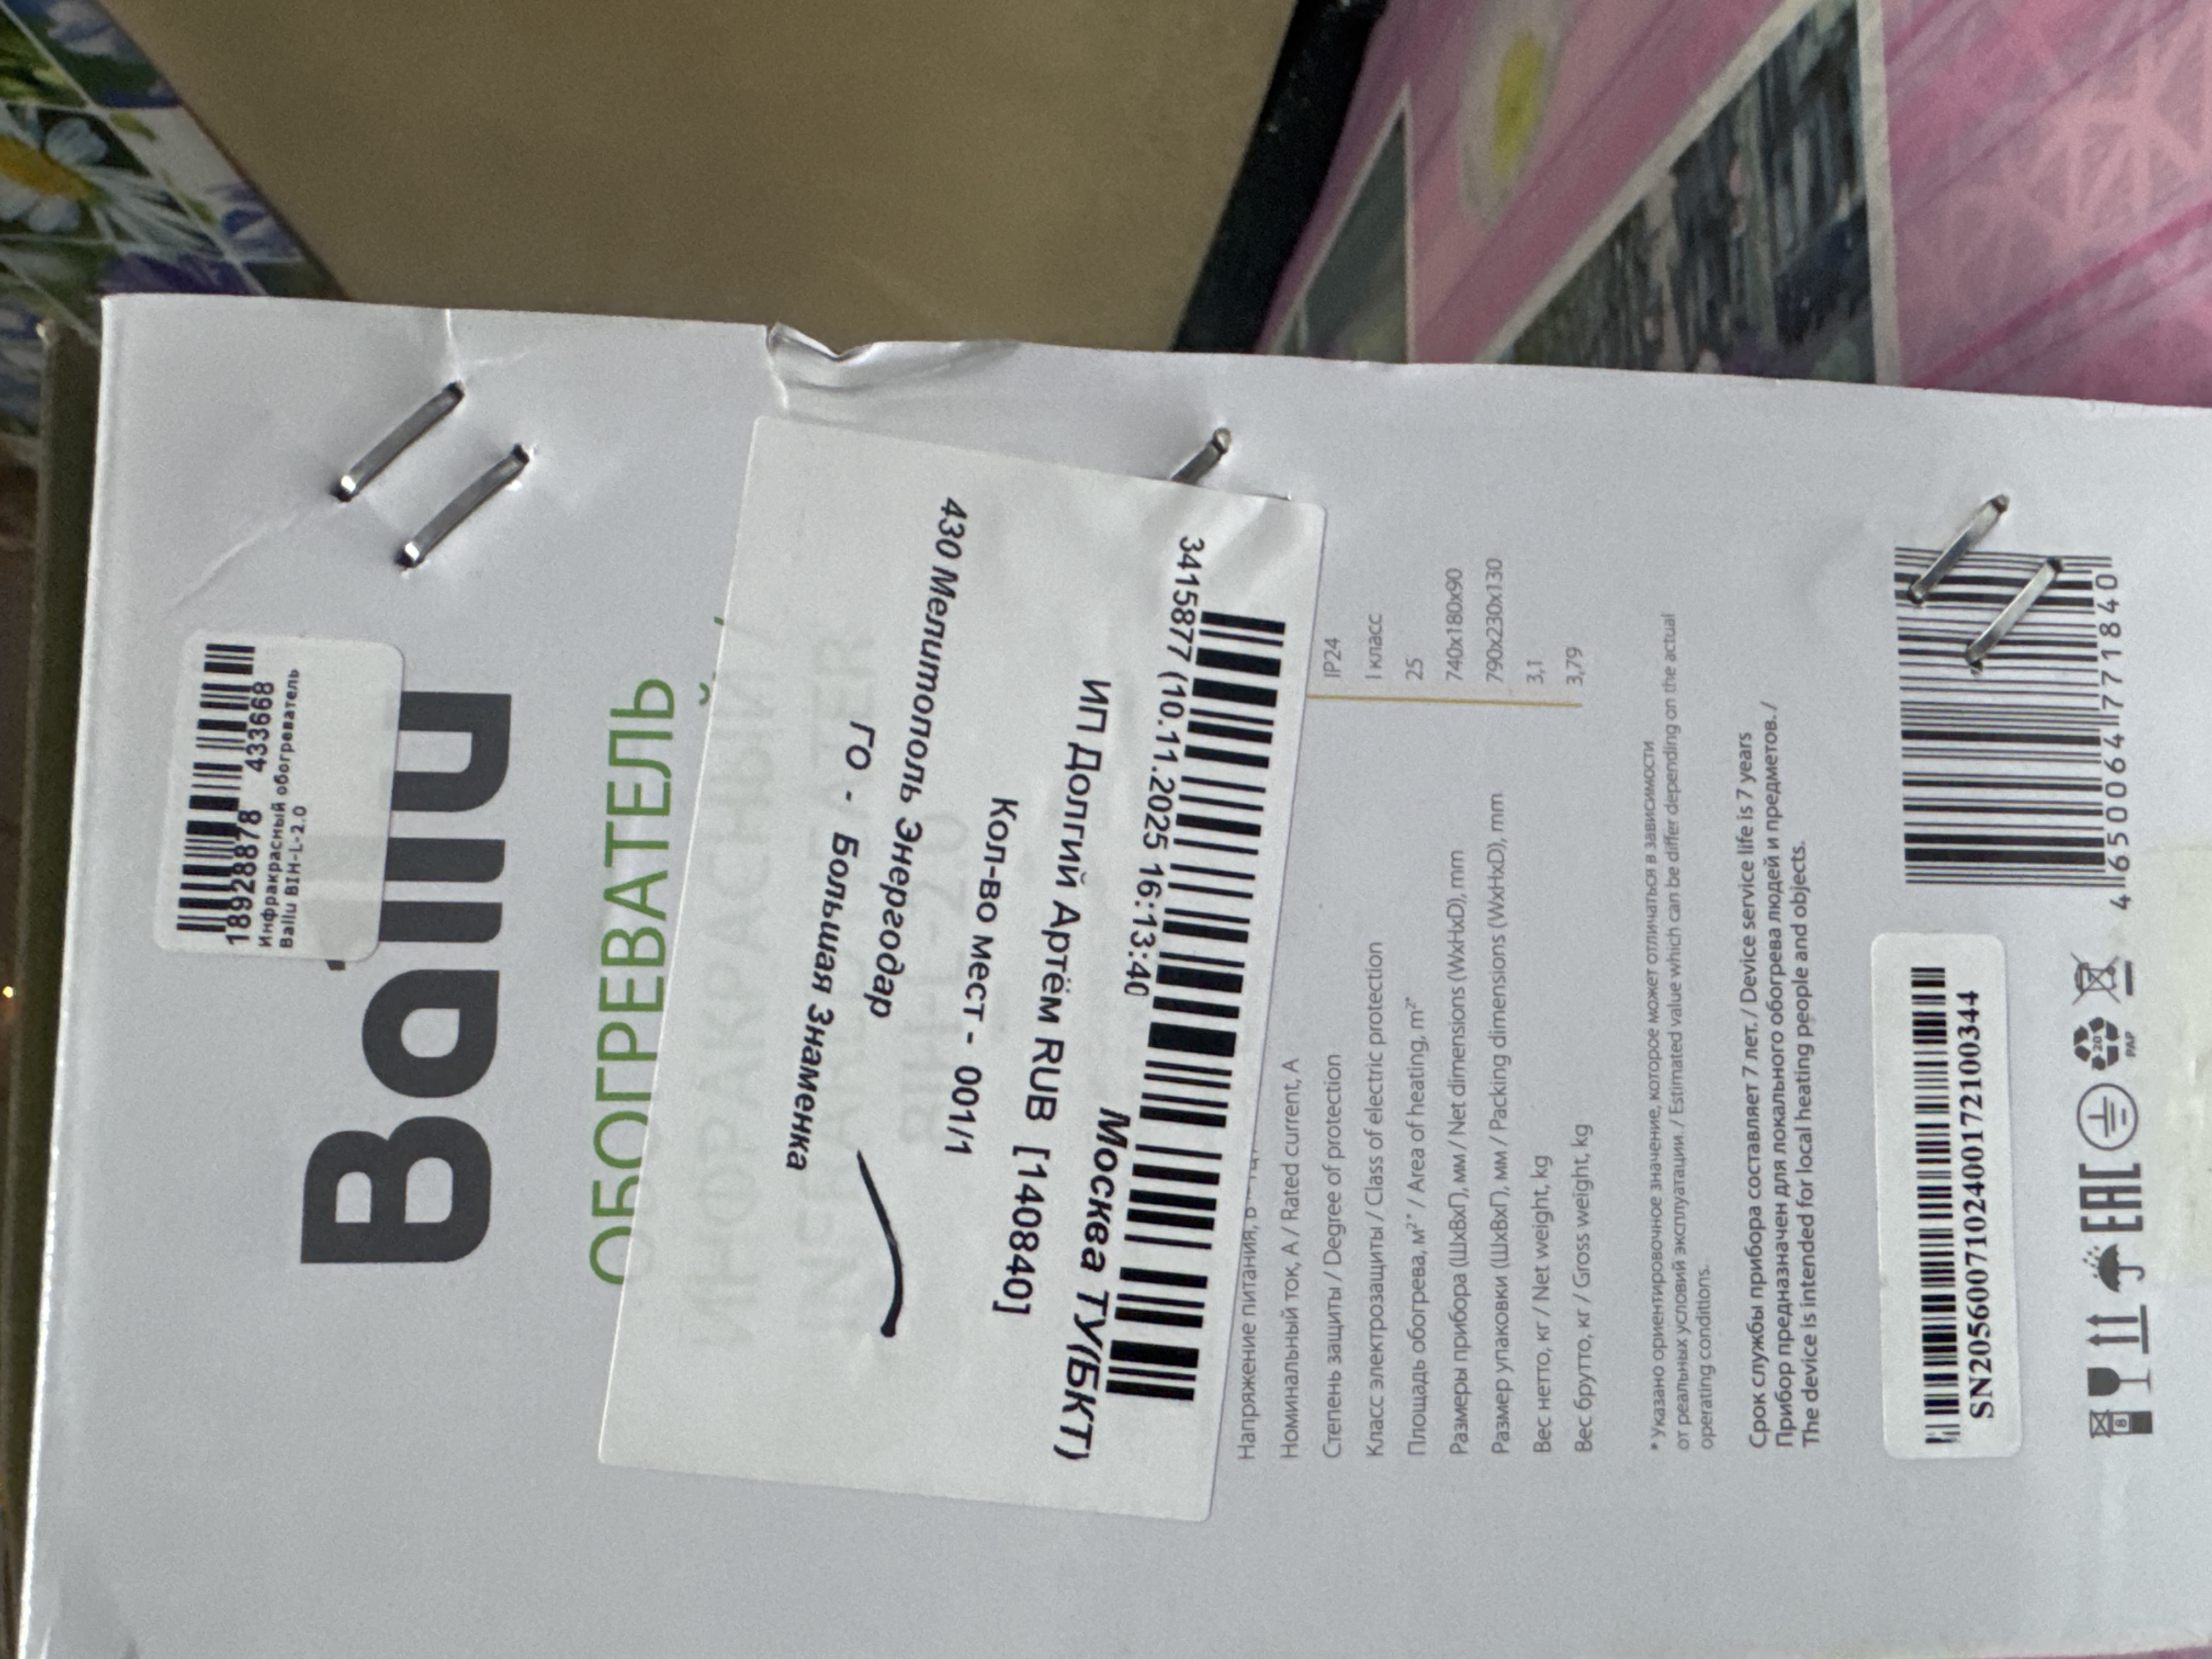 18928878 433668
Инфракрасный обогреватель
Ballu BIH-L-2.0
Ballu
ОБОГРЕВАТЕЛЬ
ИНФРАКРАСНЫЙ /
ГО - Большая Знаменка
430 Мелитополь Энергодар
Кол-во мест - 001/1
ИП Долгий Артём RUB [140840]
Москва ТУ(БКТ)
3415877 (10.11.2025 16:13:40
Напряжение питания,
Номинальный ток, А / Rated current, A
Степень защиты / Degree of protection IP24
Класс электрозащиты / Class of electric protection I класс
Площадь обогрева, м²* / Area of heating, m²* 25
Размеры прибора (ШхВхГ), мм / Net dimensions (WxHxD), mm 740x180x90
Размер упаковки (ШхВхГ), мм / Packing dimensions (WxHxD), mm 790x230x130
Вес нетто, кг / Net weight, kg 3,1
Вес брутто, кг / Gross weight, kg 3,79
* Указано ориентировочное значение, которое может отличаться в зависимости
от реальных условий эксплуатации. / Estimated value which can be differ depending on the actual
operating conditions.
Срок службы прибора составляет 7 лет. / Device service life is 7 years
Прибор предназначен для локального обогрева людей и предметов. /
The device is intended for local heating people and objects.
SN2056007102400172100344
4 650064 771840
8
EAC
20
PAP